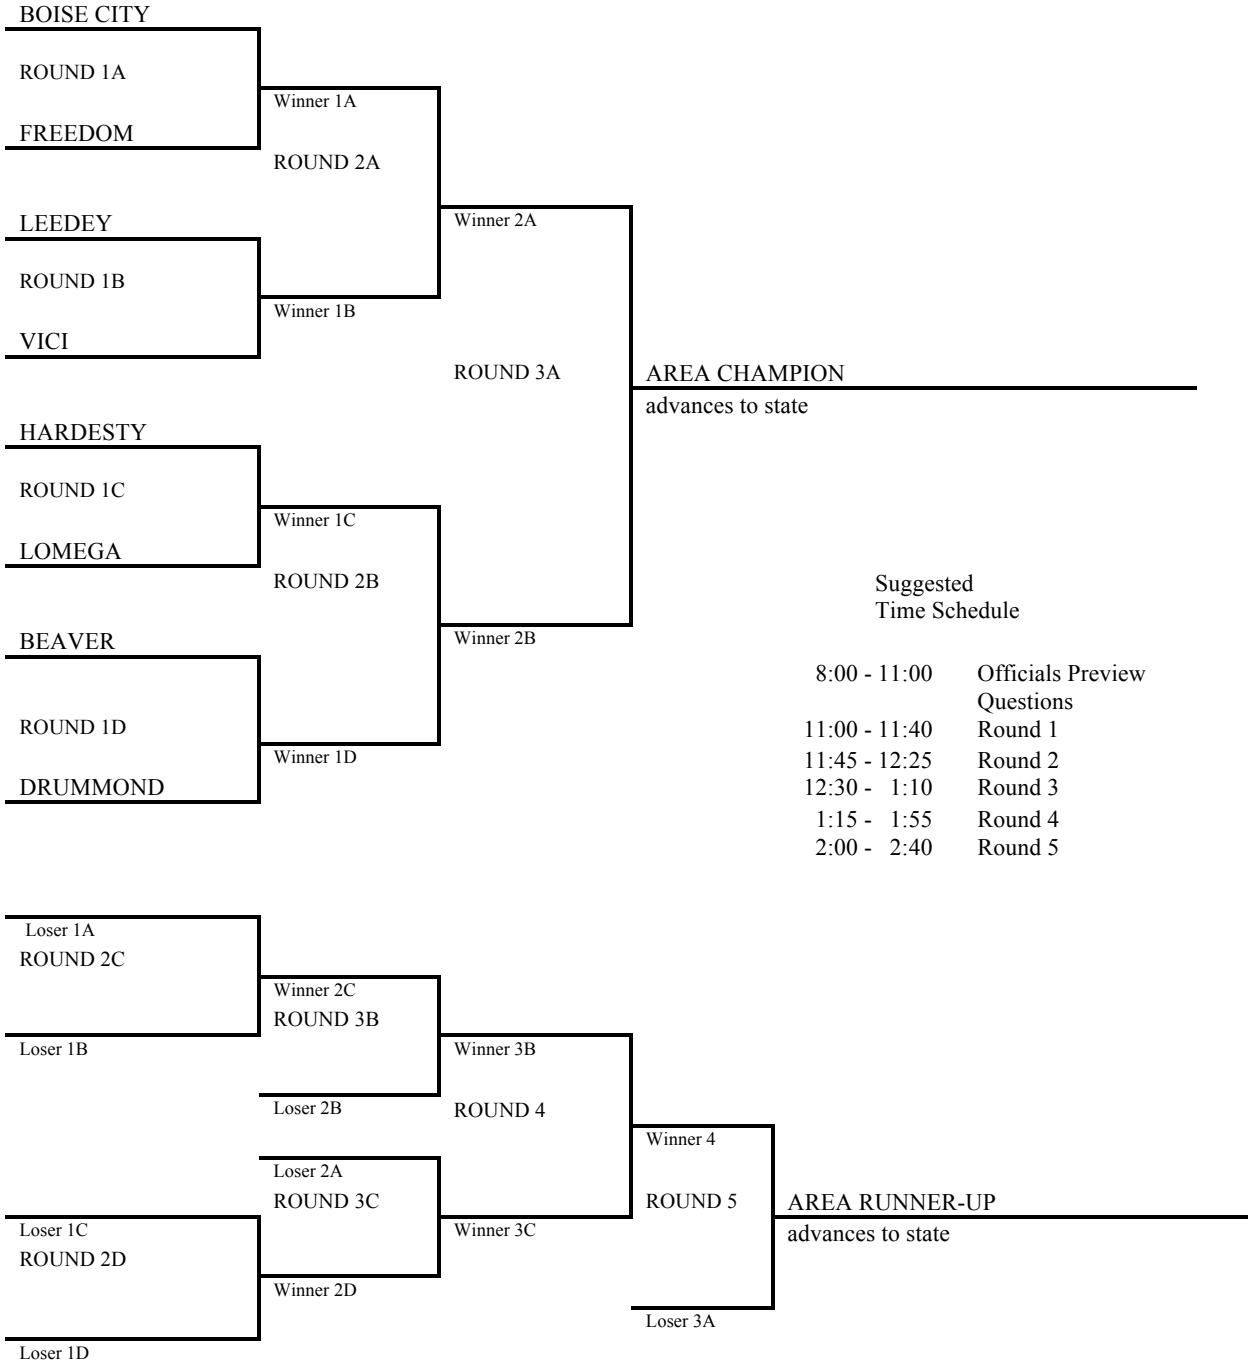 BOISE CITY
ROUND 1A
Winner 1A
FREEDOM
ROUND 2A
LEEDEY
Winner 2A
ROUND 1B
Winner 1B
VICI
ROUND 3A
AREA CHAMPION
advances to state
HARDESTY
ROUND 1C
Winner 1C
LOMEGA
ROUND 2B
BEAVER
Winner 2B
ROUND 1D
Winner 1D
DRUMMOND
Suggested
Time Schedule
8:00 - 11:00 Officials Preview
Questions
11:00 - 11:40 Round 1
11:45 - 12:25 Round 2
12:30 - 1:10 Round 3
1:15 - 1:55 Round 4
2:00 - 2:40 Round 5
Loser 1A
ROUND 2C
Winner 2C
ROUND 3B
Loser 1B
Winner 3B
Loser 2B
ROUND 4
Winner 4
Loser 2A
ROUND 3C
ROUND 5
AREA RUNNER-UP
advances to state
Loser 1C
Winner 3C
ROUND 2D
Winner 2D
Loser 3A
Loser 1D